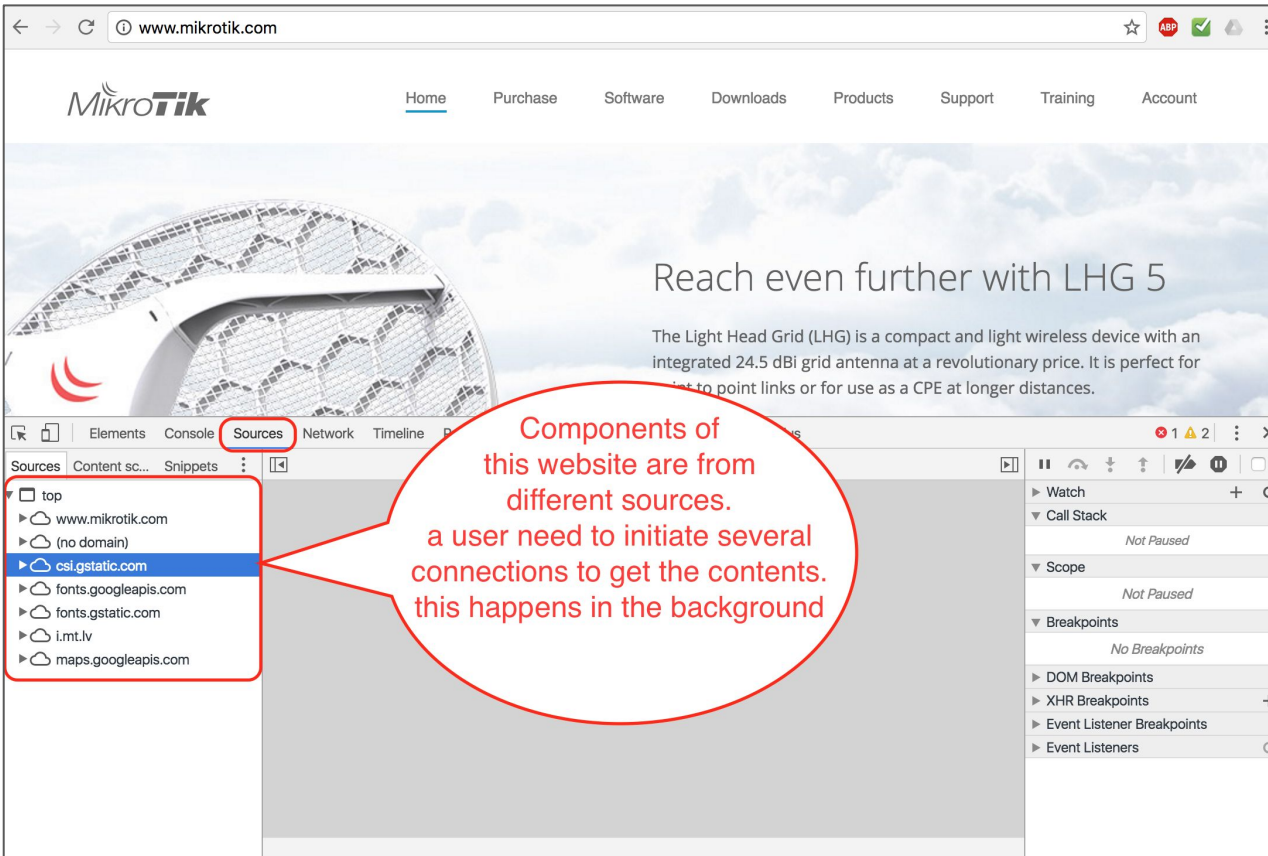 www.mikrotik.com
ABP
MikroTik
Home Purchase Software Downloads Products Support Training Account
Reach even further with LHG 5
The Light Head Grid (LHG) is a compact and light wireless device with an
integrated 24.5 dBi grid antenna at a revolutionary price. It is perfect for
to point links or for use as a CPE at longer distances.
Elements Console Sources Network Timeline
1 2
Sources Content sc... Snippets
top
www.mikrotik.com
(no domain)
csi.gstatic.com
fonts.googleapis.com
fonts.gstatic.com
i.mt.lv
maps.googleapis.com
Components of
this website are from
different sources.
a user need to initiate several
connections to get the contents.
this happens in the background
Watch
Call Stack
Not Paused
Scope
Not Paused
Breakpoints
No Breakpoints
DOM Breakpoints
XHR Breakpoints
Event Listener Breakpoints
Event Listeners